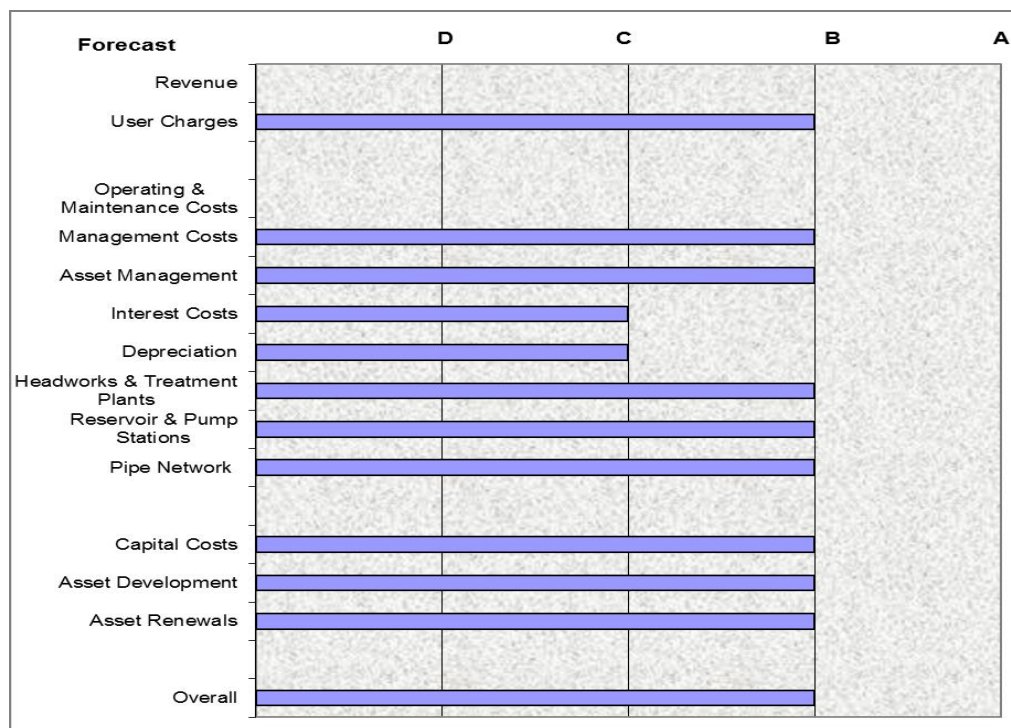 Forecast D C B A
Revenue
User Charges
Operating &
Maintenance Costs
Management Costs
Asset Management
Interest Costs
Depreciation
Headworks & Treatment
Plants
Reservoir & Pump
Stations
Pipe Network
Capital Costs
Asset Development
Asset Renewals
Overall